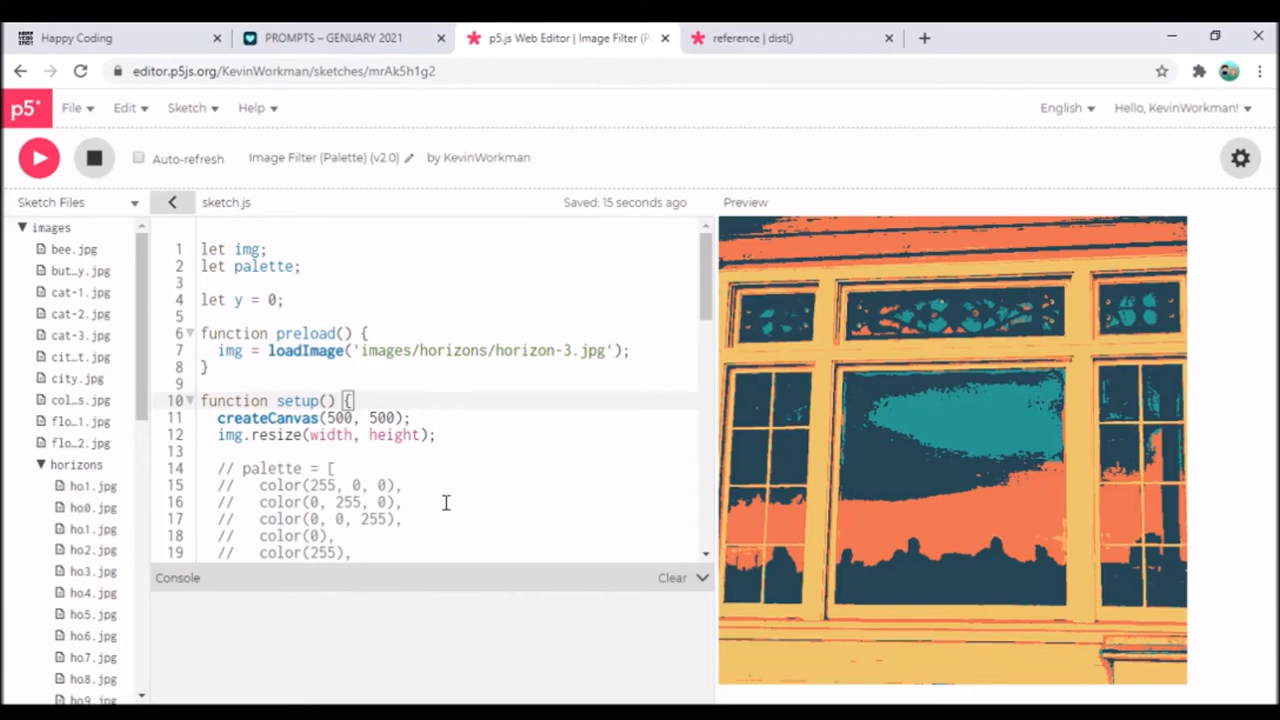 Happy Coding
PROMPTS – GENUARY 2021
p5.js Web Editor | Image Filter (P
reference | dist()
editor.p5js.org/KevinWorkman/sketches/mrAk5h1g2
p5*
File
Edit
Sketch
Help
English
Hello, KevinWorkman!
Auto-refresh
Image Filter (Palette) (v2.0)
by KevinWorkman
Sketch Files
sketch.js
Saved: 15 seconds ago
Preview
images
bee.jpg
but...y.jpg
cat-1.jpg
cat-2.jpg
cat-3.jpg
cit...t.jpg
city.jpg
col...s.jpg
flo...1.jpg
flo...2.jpg
horizons
ho1.jpg
ho0.jpg
ho1.jpg
ho2.jpg
ho3.jpg
ho4.jpg
ho5.jpg
ho6.jpg
ho7.jpg
ho8.jpg
ho9.jpg
1 let img;
2 let palette;
3
4 let y = 0;
5
6 function preload() {
7 img = loadImage('images/horizons/horizon-3.jpg');
8 }
9
10 function setup() {
11 createCanvas(500, 500);
12 img.resize(width, height);
13
14 // palette = [
15 // color(255, 0, 0),
16 // color(0, 255, 0),
17 // color(0, 0, 255),
18 // color(0),
19 // color(255),
Console
Clear